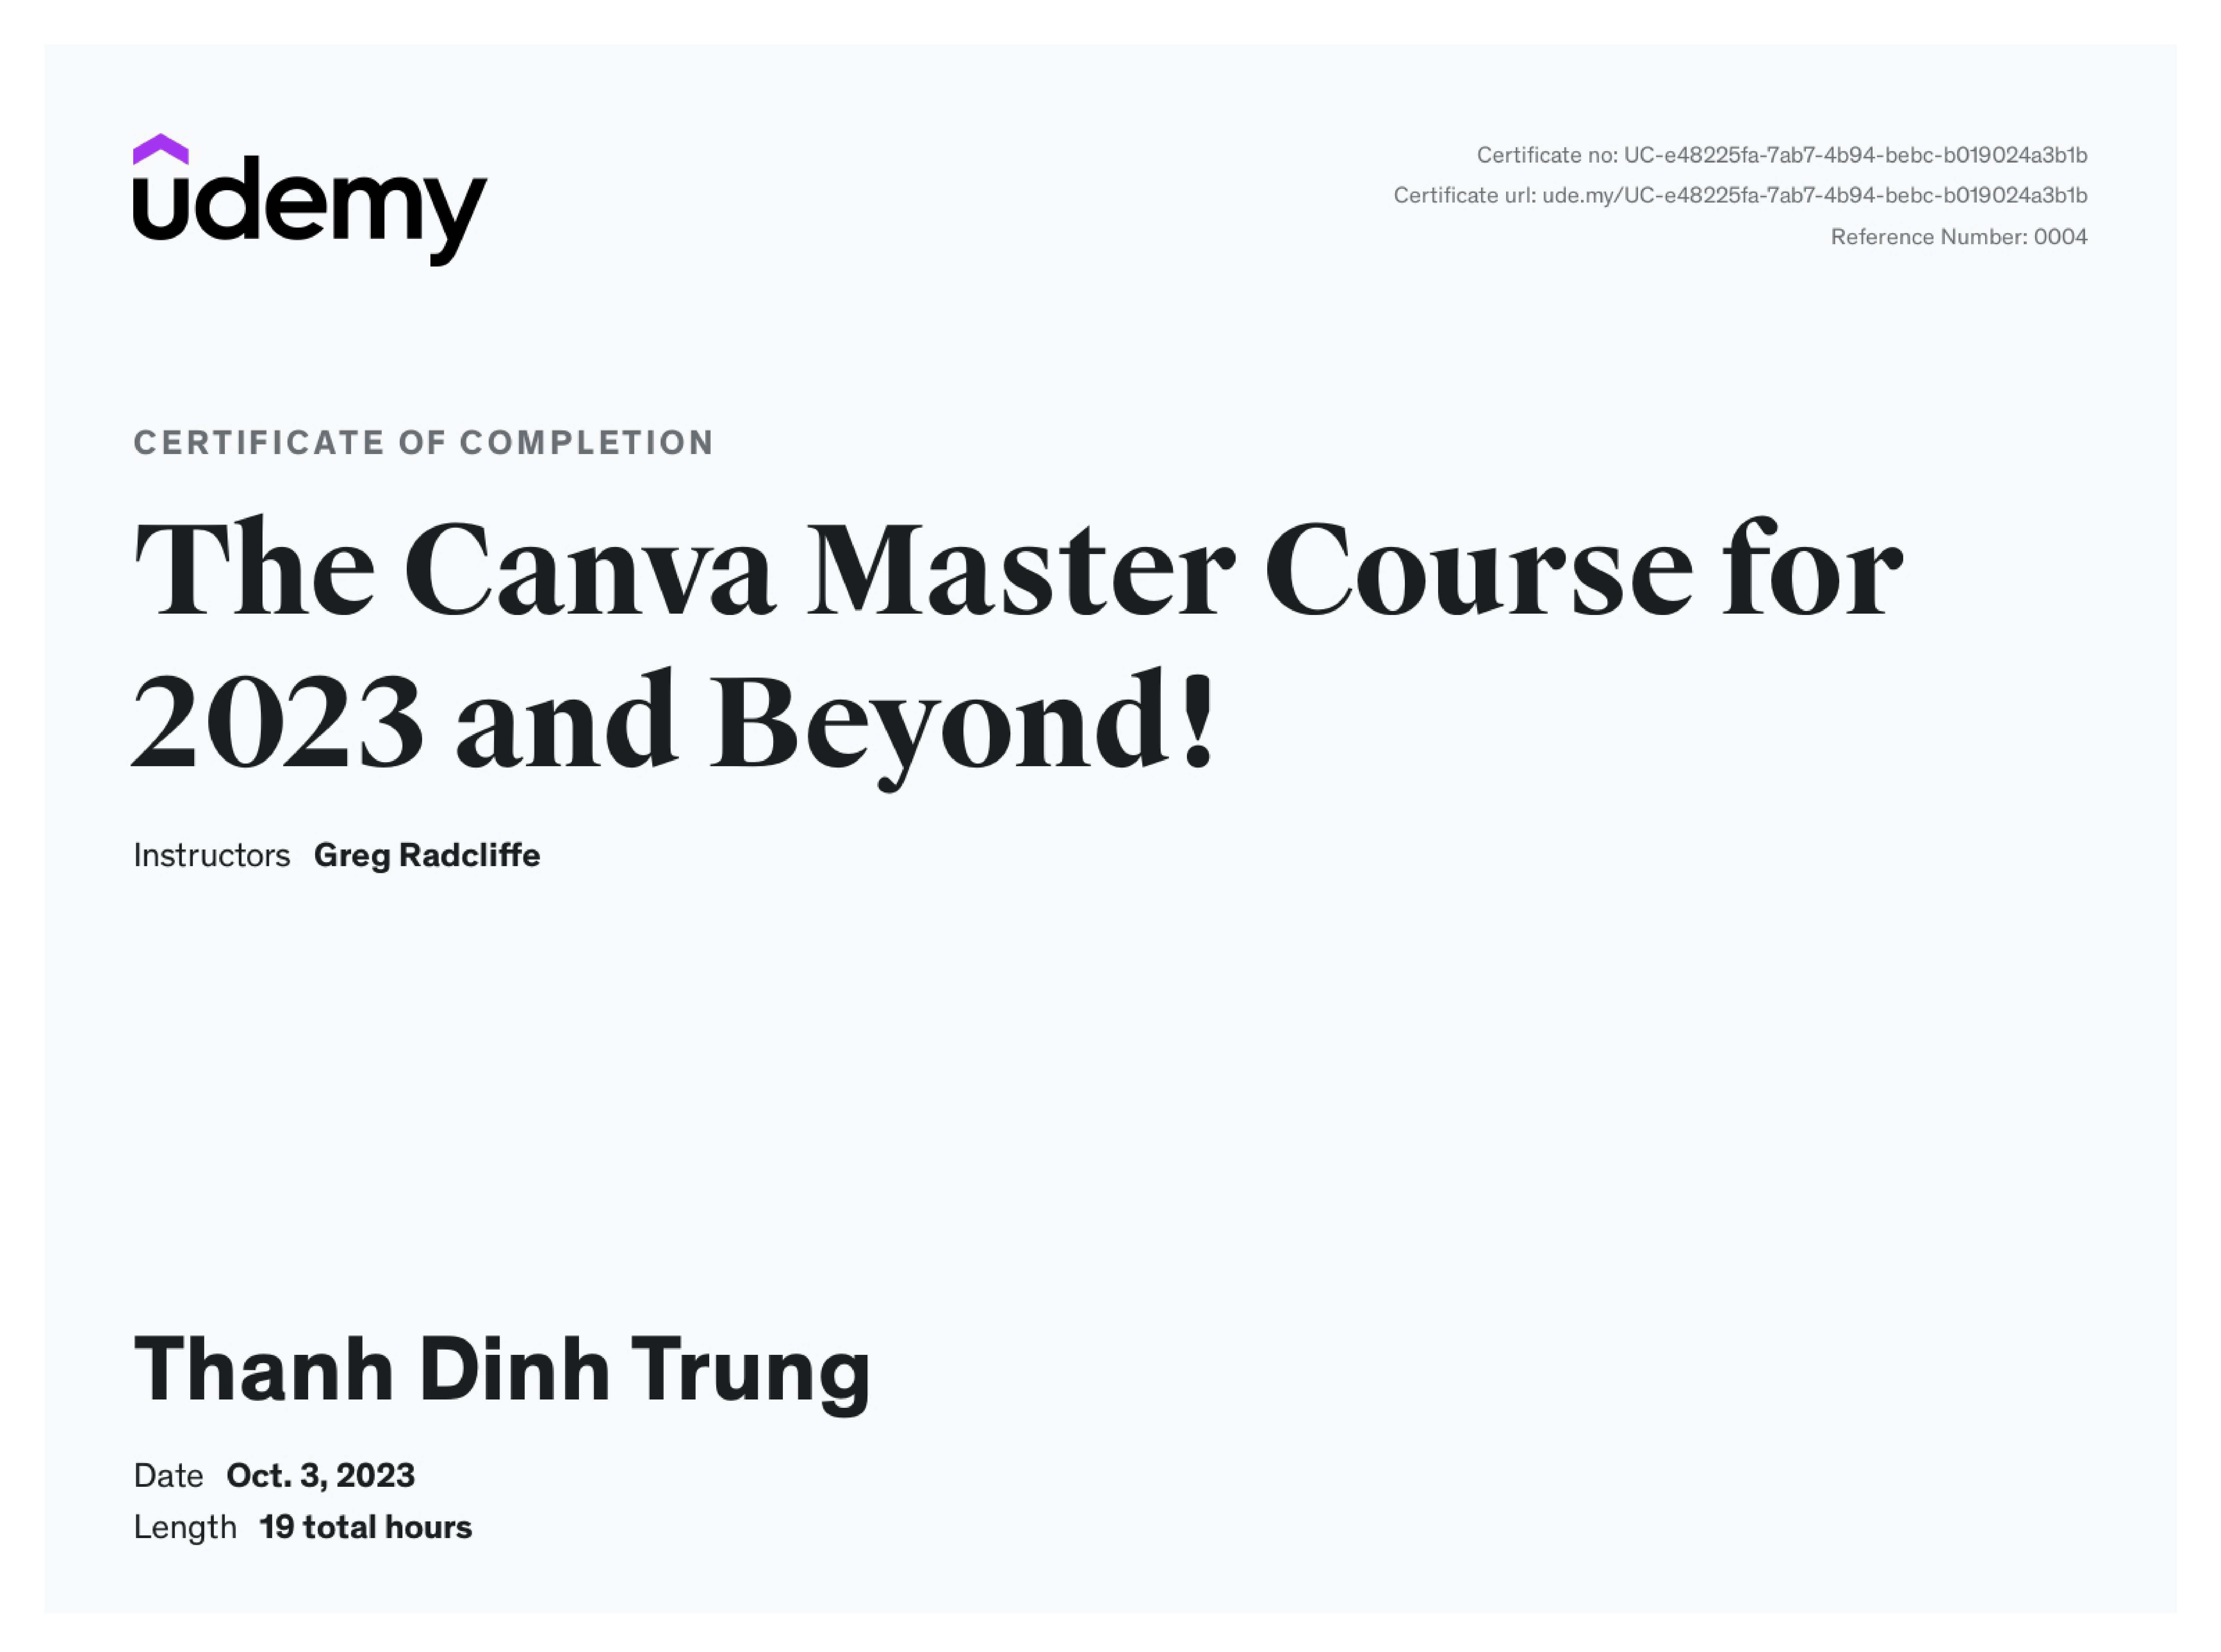 udemy
Certificate no: UC-e48225fa-7ab7-4b94-bebc-b019024a3b1b
Certificate url: ude.my/UC-e48225fa-7ab7-4b94-bebc-b019024a3b1b
Reference Number: 0004
CERTIFICATE OF COMPLETION
The Canva Master Course for
2023 and Beyond!
Instructors Greg Radcliffe
Thanh Dinh Trung
Date Oct. 3, 2023
Length 19 total hours